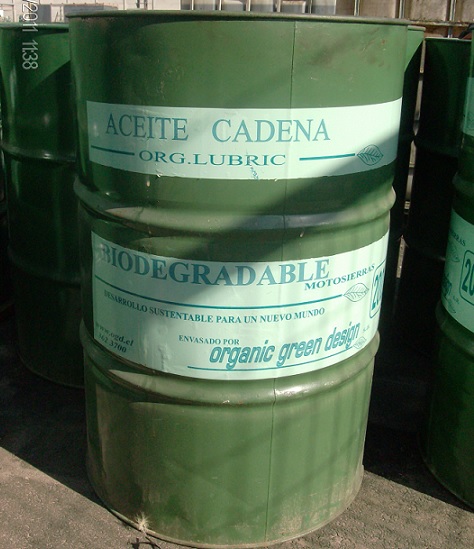 ACEITE CADENA
ORG.LUBRIC
BIODEGRADABLE
MOTOSIERRAS
DESARROLLO SUSTENTABLE PARA UN NUEVO MUNDO
ENVASADO POR
organic green design
2011 11:38